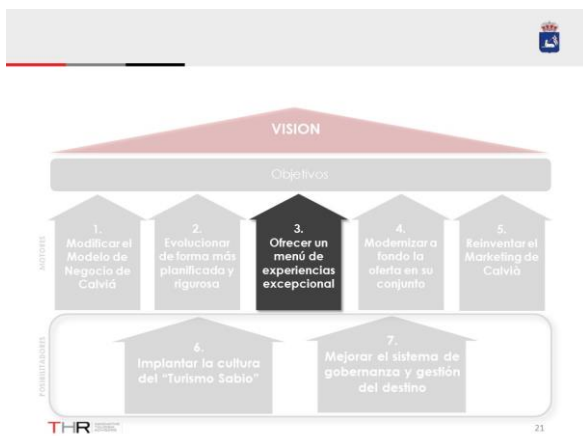 VISION
Objetivos
MOTORES
1.
Modificar el
Modelo de
Negocio de
Calvià
2.
Evolucionar
de forma más
planificada y
rigurosa
3.
Ofrecer un
menú de
experiencias
excepcional
4.
Modernizar a
fondo la
oferta en su
conjunto
5.
Reinventar el
Marketing de
Calvià
POSIBILITADORES
6.
Implantar la cultura
del "Turismo Sabio"
7.
Mejorar el sistema de
gobernanza y gestión
del destino
THR
21